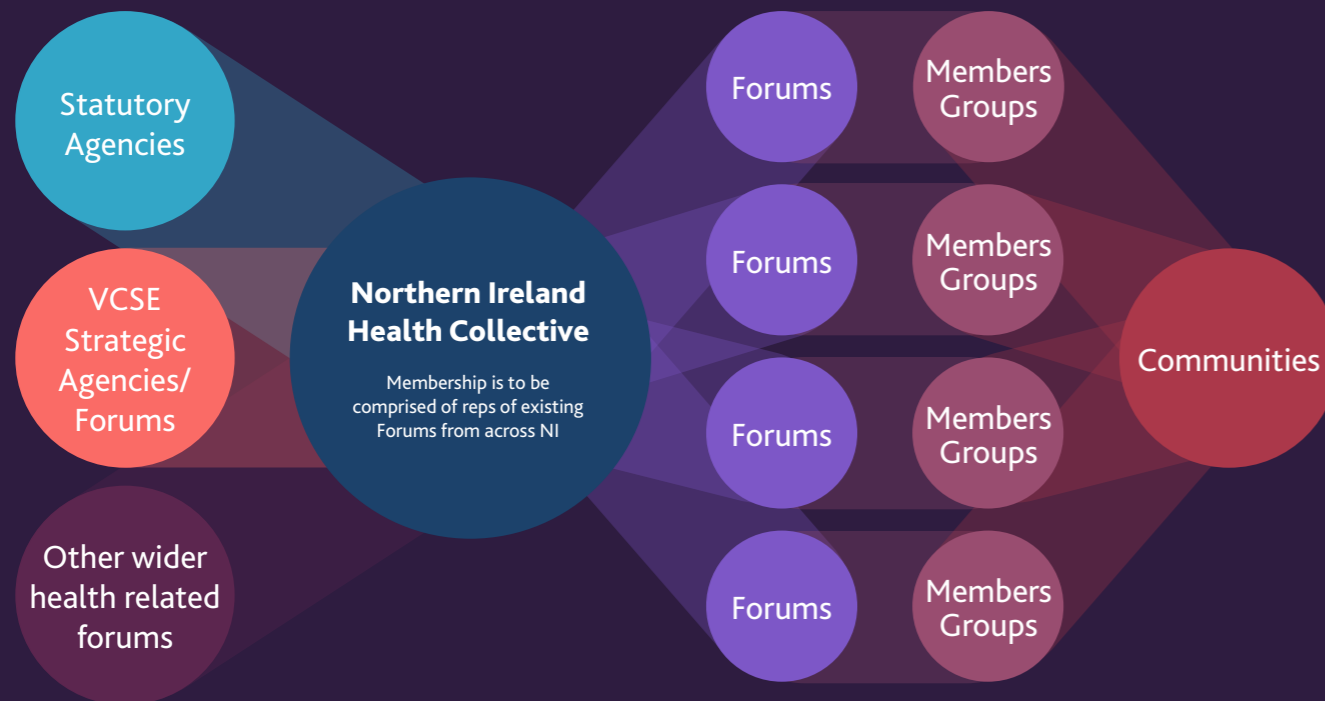 Statutory
Agencies
VCSE
Strategic
Agencies/
Forums
Other wider
health related
forums
Northern Ireland
Health Collective
Membership is to be
comprised of reps of existing
Forums from across NI
Forums
Members
Groups
Forums
Members
Groups
Forums
Members
Groups
Forums
Members
Groups
Communities